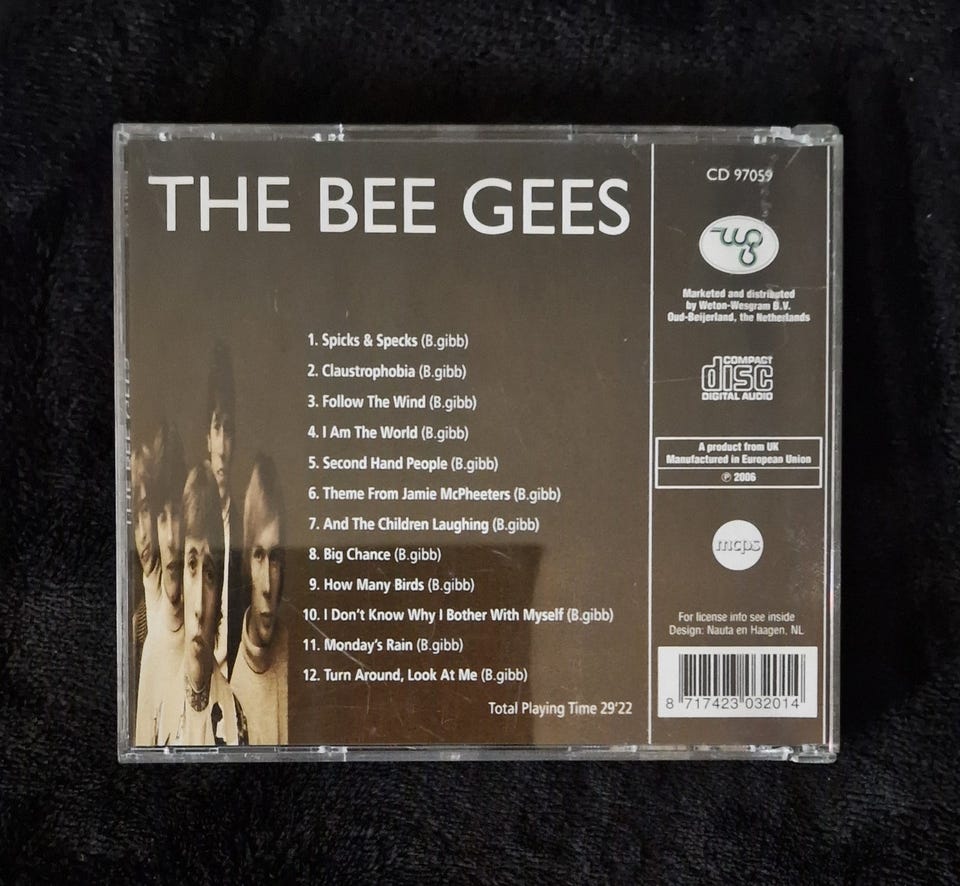 THE BEE GEES
1. Spicks & Specks (B.gibb)
2. Claustrophobia (B.gibb)
3. Follow The Wind (B.gibb)
4. I Am The World (B.gibb)
5. Second Hand People (B.gibb)
6. Theme From Jamie McPheeters (B.gibb)
7. And The Children Laughing (B.gibb)
8. Big Chance (B.gibb)
9. How Many Birds (B.gibb)
10. I Don't Know Why I Bother With Myself (B.gibb)
11. Monday's Rain (B.gibb)
12. Turn Around, Look At Me (B.gibb)
Total Playing Time 29'22
CD 97059
wg
Marketed and distributed
by Weton-Wesgram B.V.
Oud-Beijerland, the Netherlands
COMPACT
disc
DIGITAL AUDIO
A product from UK
Manufactured in European Union
℗ 2006
mcps
For license info see inside
Design: Nauta en Haagen, NL
8 717423 032014
THE BEE GEES